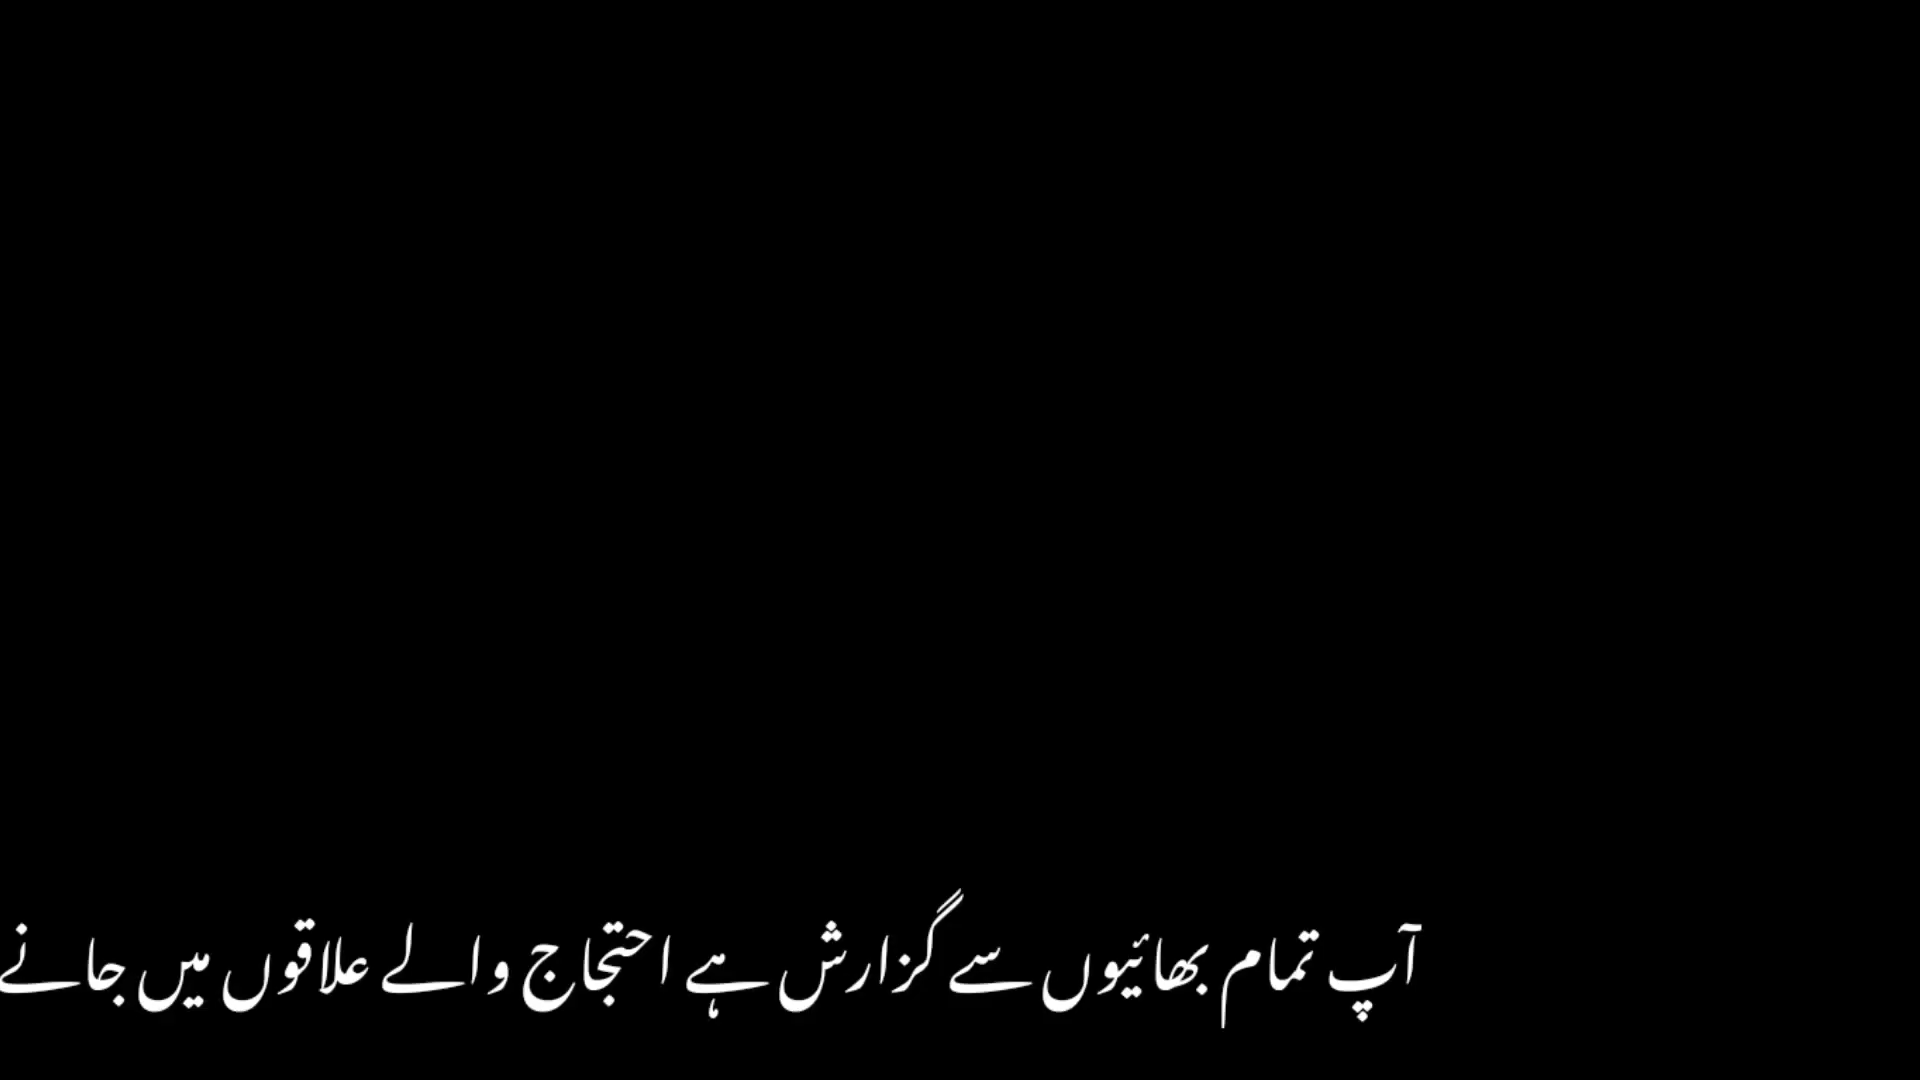 آپ تمام بھائیوں سے گزارش ہے احتجاج والے علاقوں میں جانے